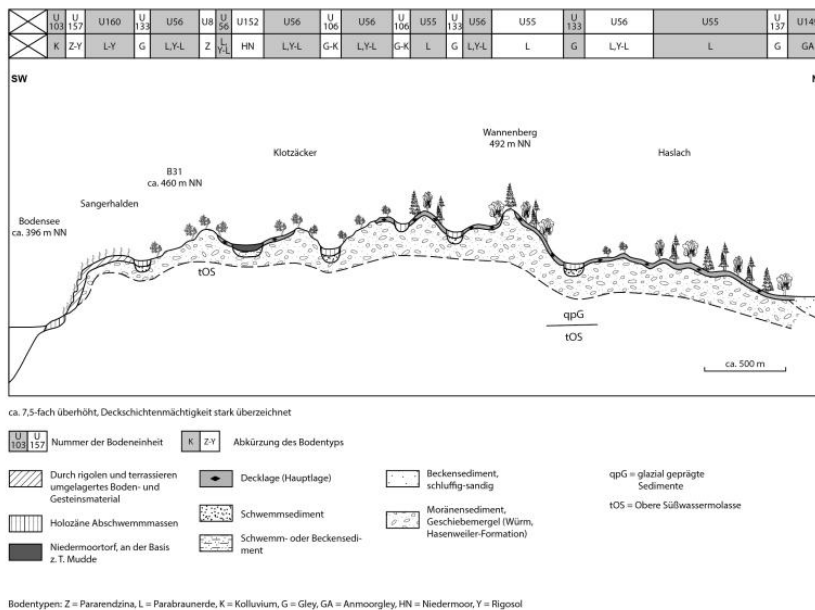 U 103 U 157 U160 U 133 U56 U8 U 56 U152 U56 U 106 U56 U 106 U55 U 133 U56 U55 U 133 U56 U55 U 137 U149
K Z-Y L-Y G L,Y-L Z L Y-L HN L,Y-L G-K L,Y-L G-K L G L,Y-L L G L,Y-L L G GA
SW
Wannenberg
492 m NN
Klotzäcker
Haslach
B31
ca. 460 m NN
Sangerhalden
Bodensee
ca. 396 m NN
tOS
qpG
tOS
ca. 500 m
ca. 7,5-fach überhöht, Deckschichtenmächtigkeit stark überzeichnet
U 103 U 157 Nummer der Bodeneinheit
K Z-Y Abkürzung des Bodentyps
Durch rigolen und terrassieren
umgelagertes Boden- und
Gesteinsmaterial
Holozäne Abschwemmmassen
Niedermoortorf, an der Basis
z. T. Mudde
Decklage (Hauptlage)
Schwemmsediment
Schwemm- oder Beckensedi-
ment
Beckensediment,
schluffig-sandig
Moränensediment,
Geschiebemergel (Würm,
Hasenweiler-Formation)
qpG = glazial geprägte
Sedimente
tOS = Obere Süßwassermolasse
Bodentypen: Z = Pararendzina, L = Parabraunerde, K = Kolluvium, G = Gley, GA = Anmoorgley, HN = Niedermoor, Y = Rigosol